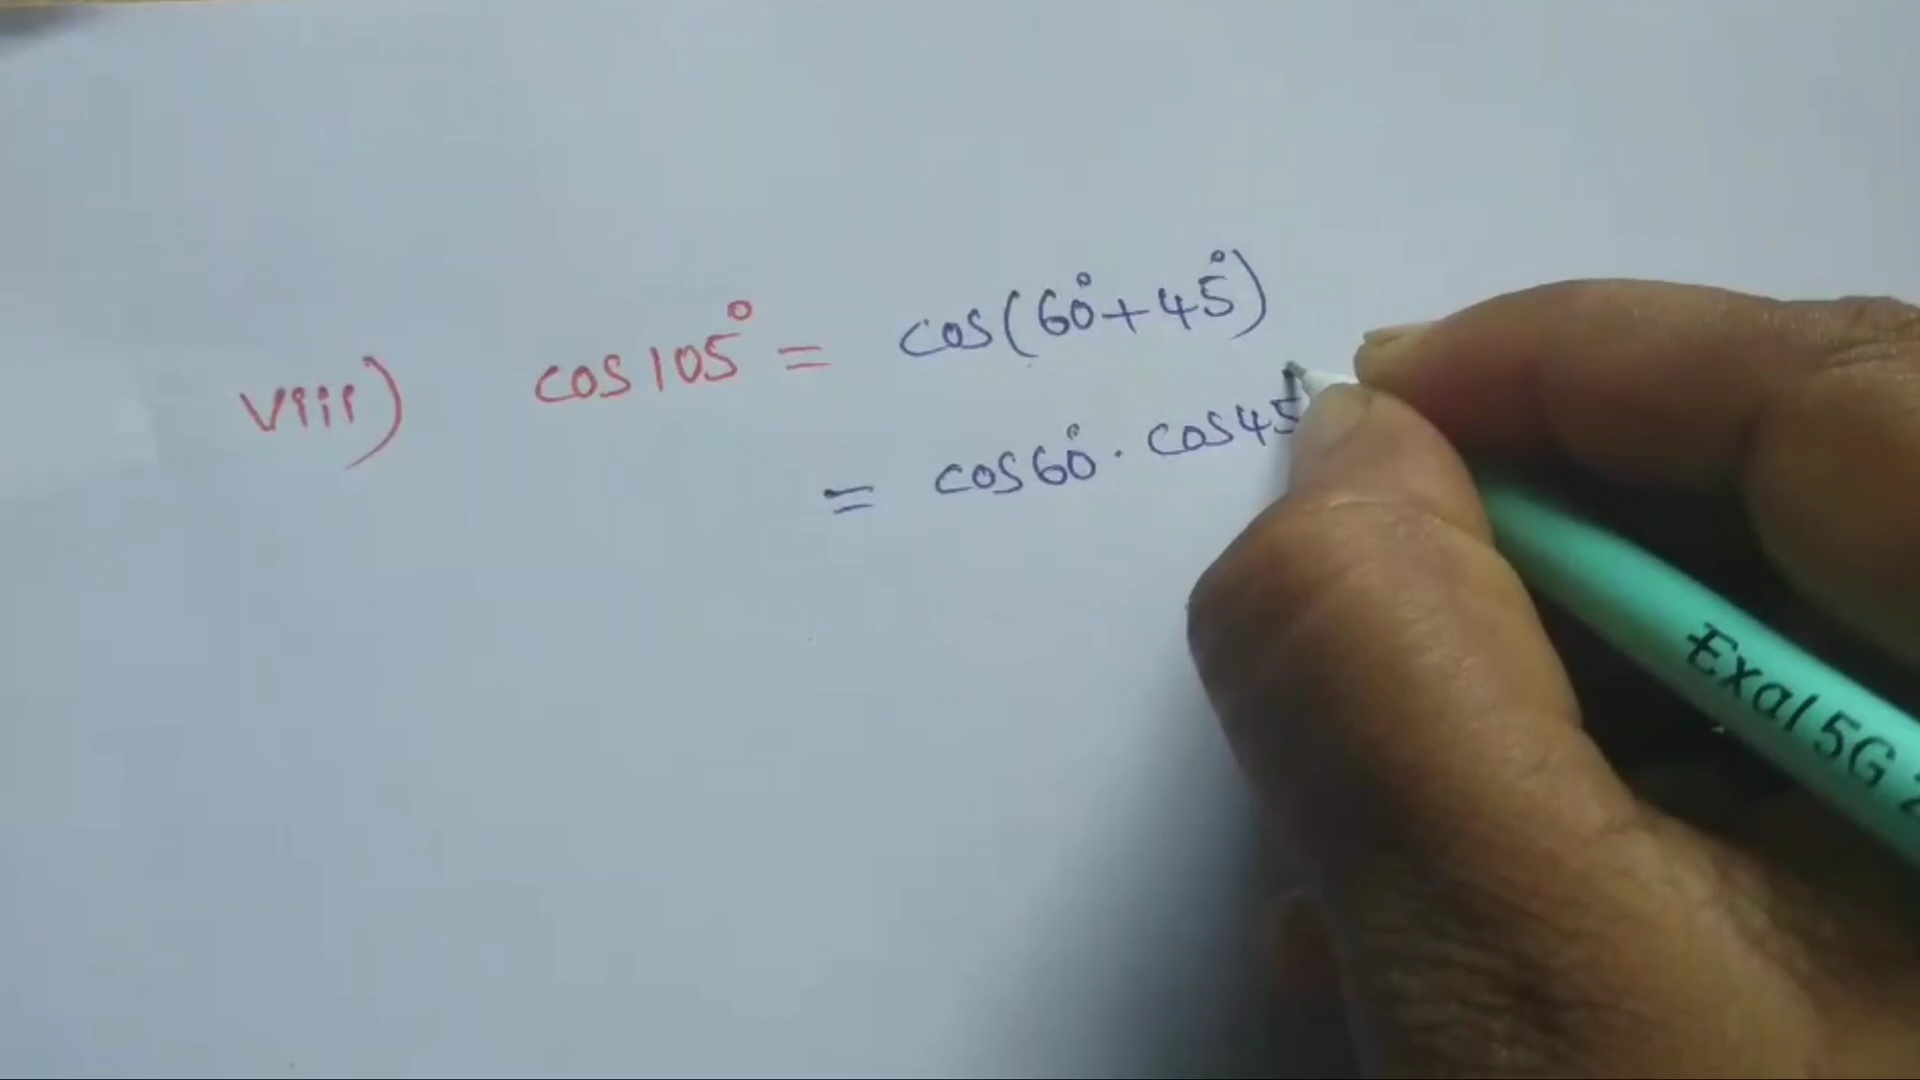 viii) cos 105° = cos(60° + 45°)
= cos 60° · cos 45
Exal 5G